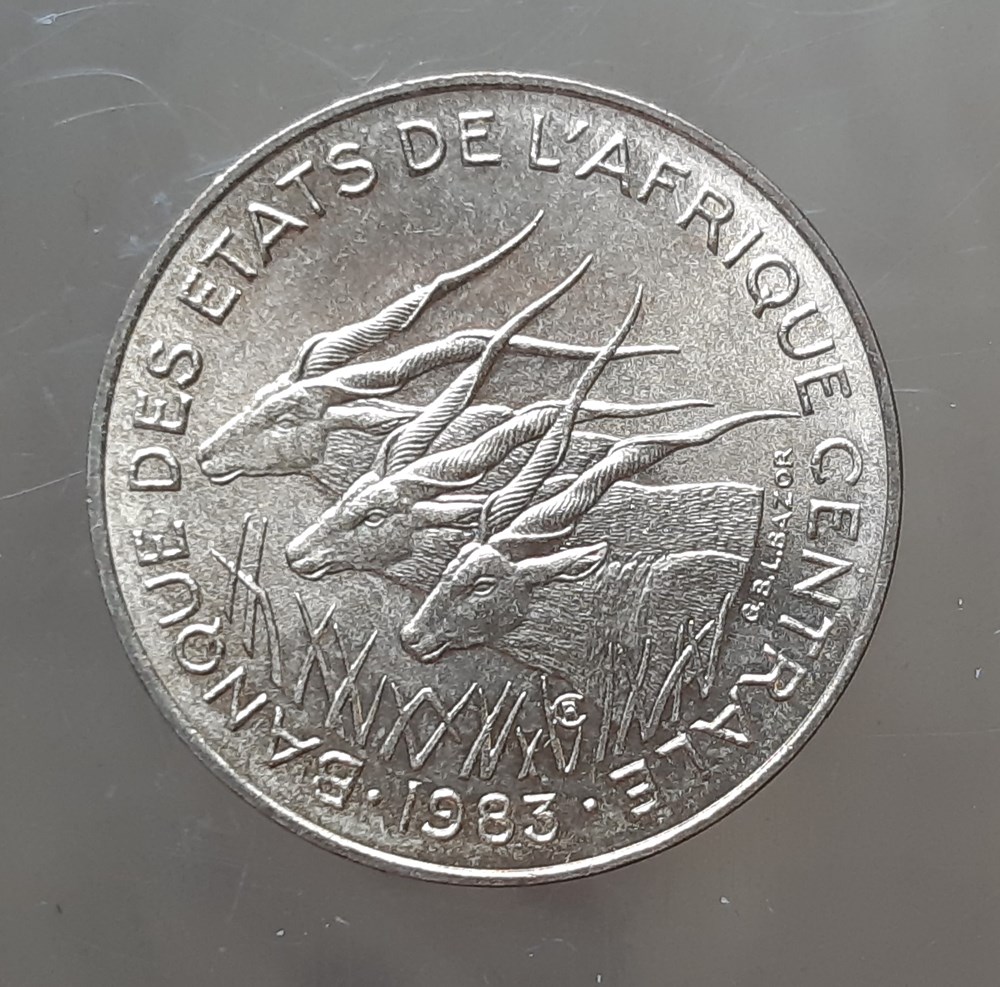 BANQUE DES ETATS DE L'AFRIQUE CENTRALE
G.B.L.BAZOR
· 1983 ·